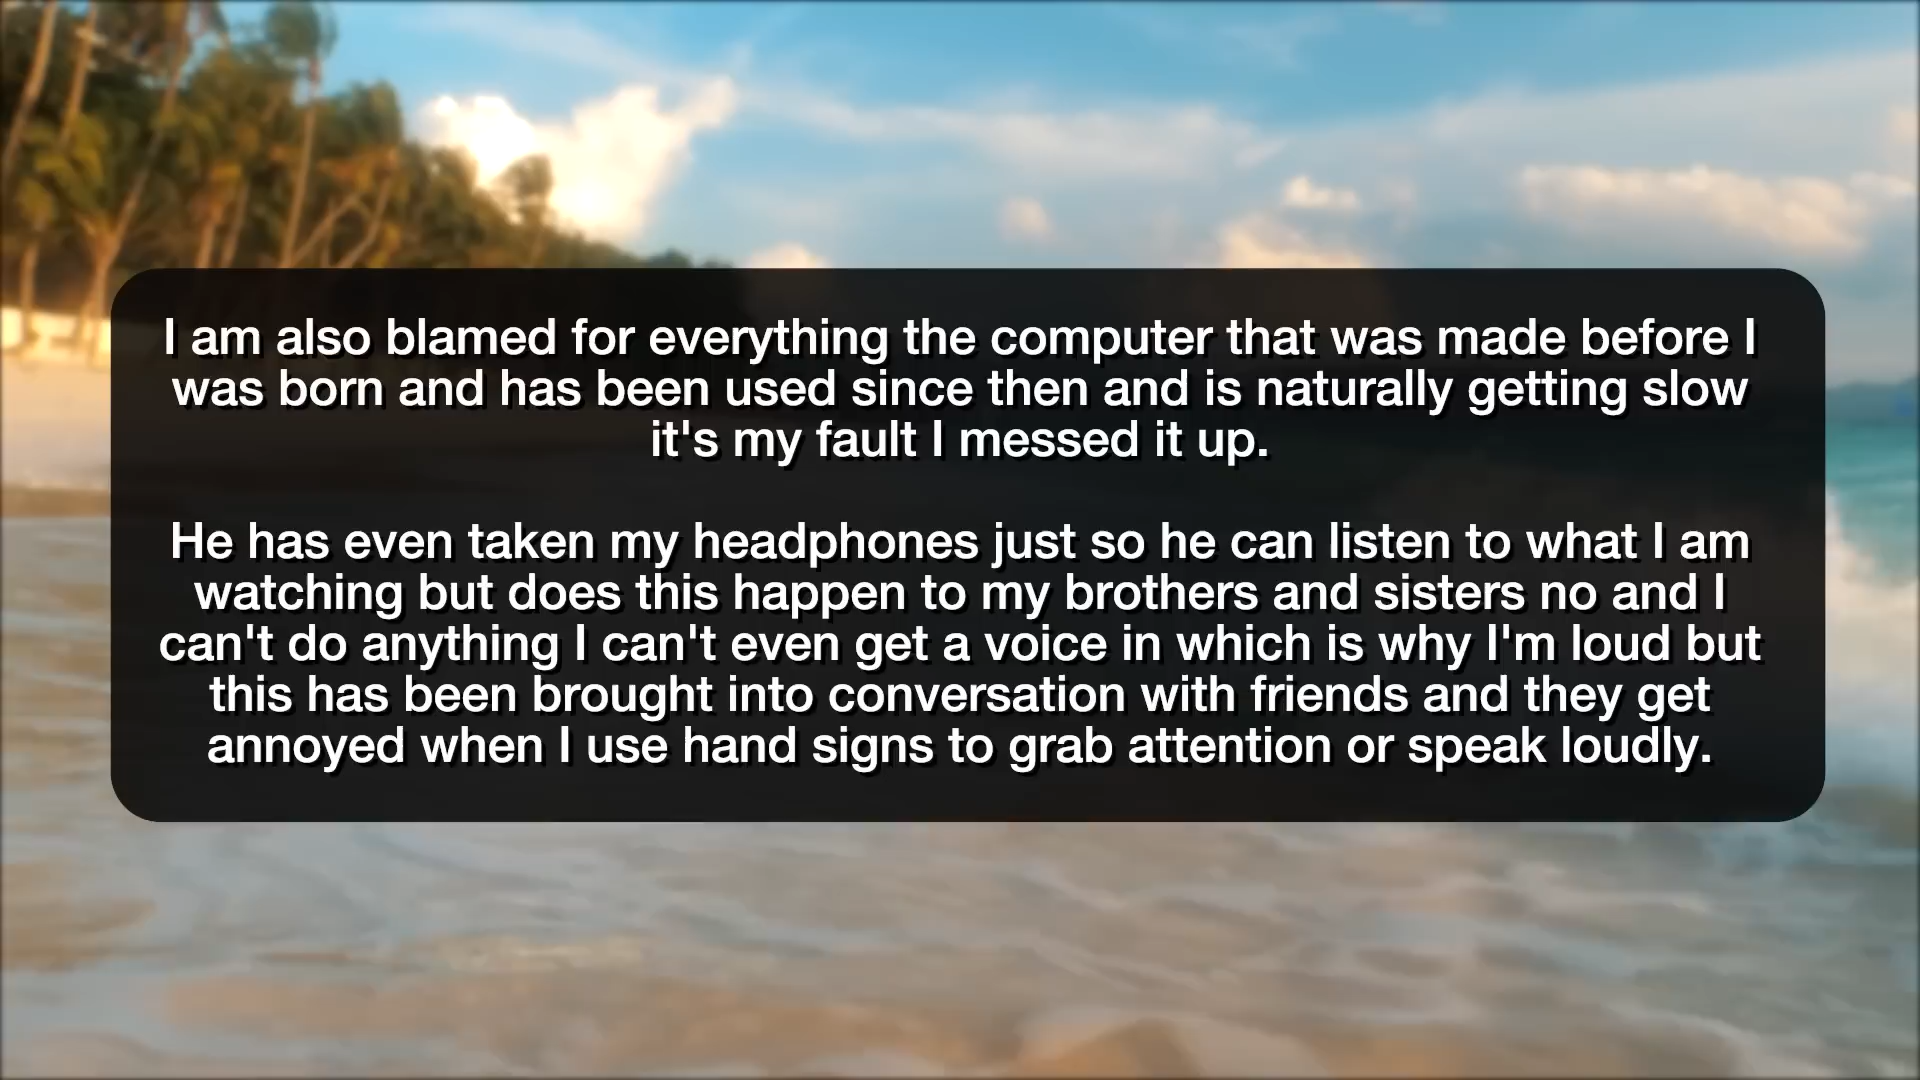 I am also blamed for everything the computer that was made before I
was born and has been used since then and is naturally getting slow
it's my fault I messed it up.
He has even taken my headphones just so he can listen to what I am
watching but does this happen to my brothers and sisters no and I
can't do anything I can't even get a voice in which is why I'm loud but
this has been brought into conversation with friends and they get
annoyed when I use hand signs to grab attention or speak loudly.